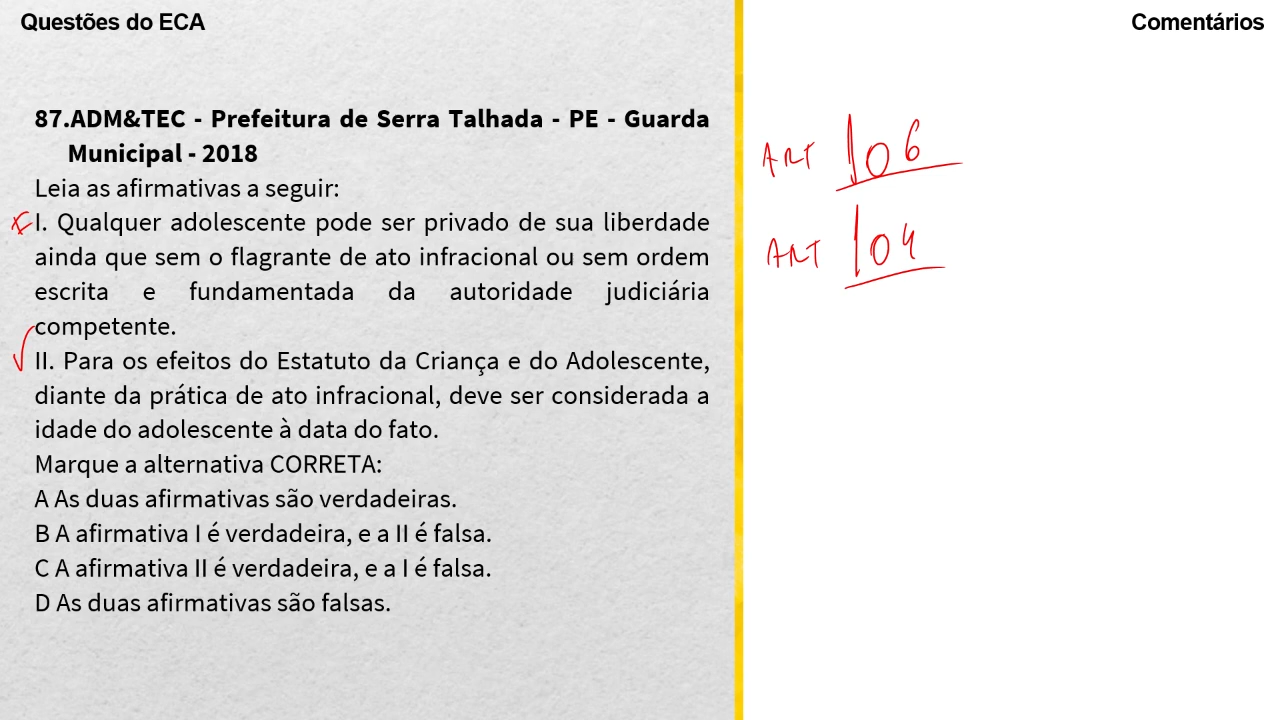 Questões do ECA
Comentários
87.ADM&TEC - Prefeitura de Serra Talhada - PE - Guarda
Municipal - 2018
Leia as afirmativas a seguir:
I. Qualquer adolescente pode ser privado de sua liberdade
ainda que sem o flagrante de ato infracional ou sem ordem
escrita e fundamentada da autoridade judiciária
competente.
II. Para os efeitos do Estatuto da Criança e do Adolescente,
diante da prática de ato infracional, deve ser considerada a
idade do adolescente à data do fato.
Marque a alternativa CORRETA:
A As duas afirmativas são verdadeiras.
B A afirmativa I é verdadeira, e a II é falsa.
C A afirmativa II é verdadeira, e a I é falsa.
D As duas afirmativas são falsas.
ART 106
ART 104